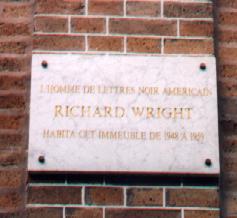 L'HOMME DE LETTRES NOIR AMERICAIN
RICHARD WRIGHT
HABITA CET IMMEUBLE DE 1948 A 1959